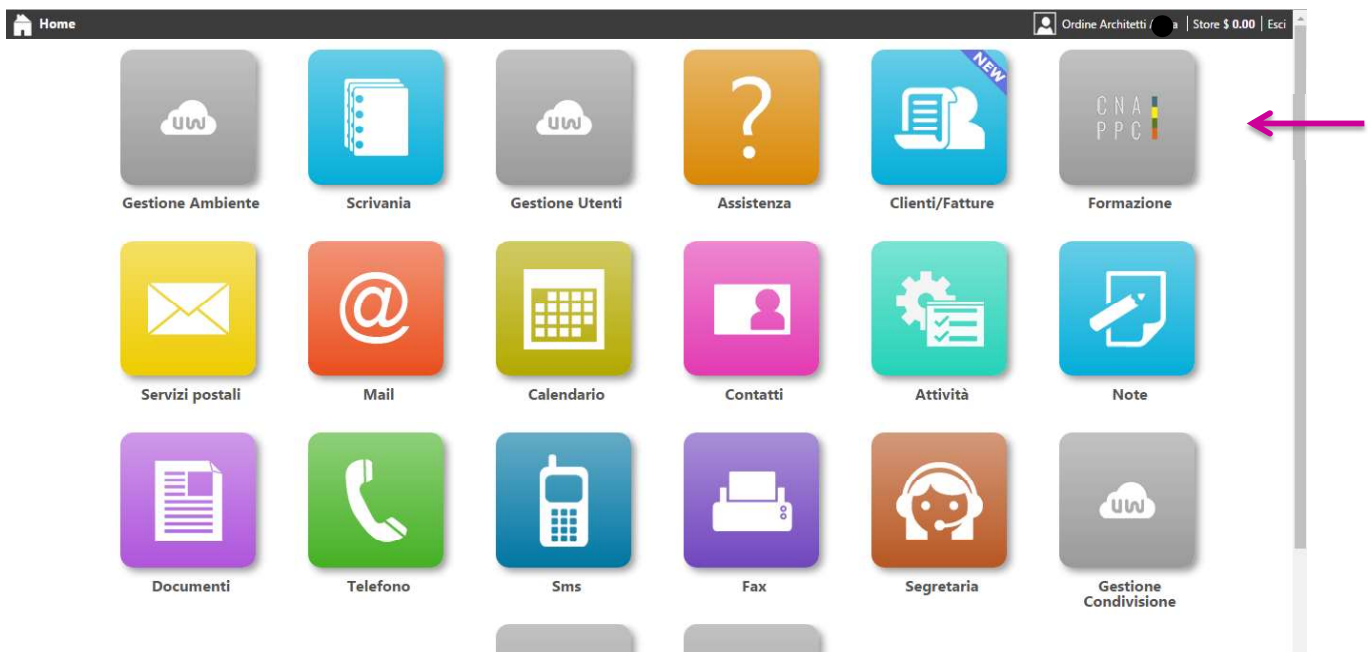 Home
Ordine Architetti | Store $ 0.00 | Esci
uw
uw
?
NEW
CNA
PPC
Gestione Ambiente
Scrivania
Gestione Utenti
Assistenza
Clienti/Fatture
Formazione
@
Servizi postali
Mail
Calendario
Contatti
Attività
Note
uw
Documenti
Telefono
Sms
Fax
Segretaria
Gestione
Condivisione